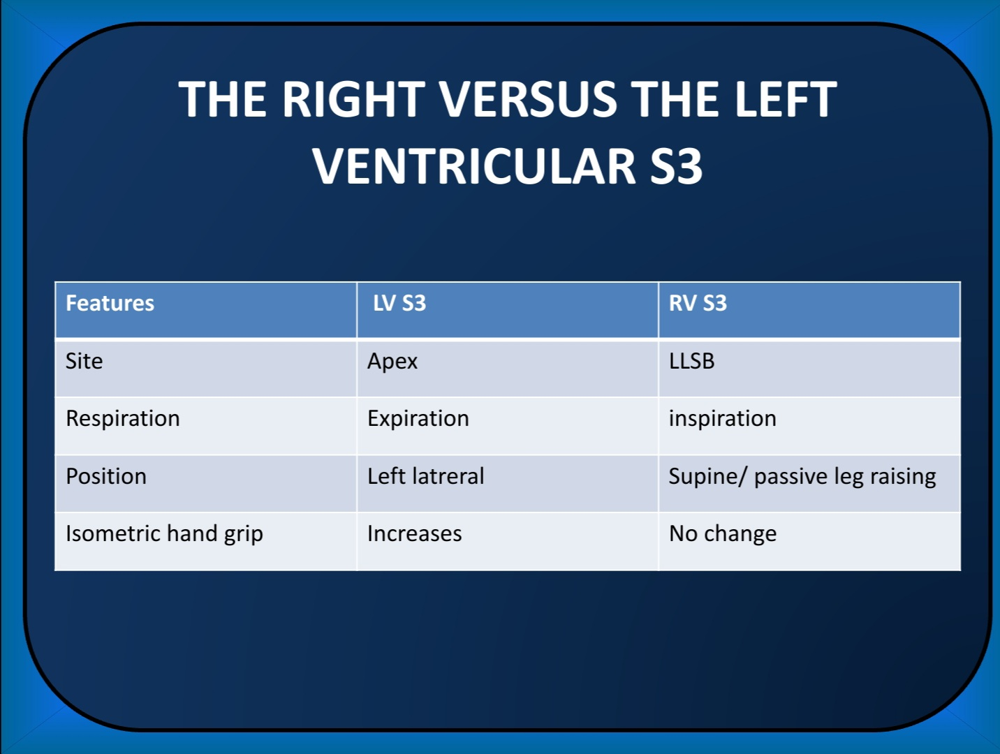 THE RIGHT VERSUS THE LEFT
VENTRICULAR S3
Features LV S3 RV S3
Site Apex LLSB
Respiration Expiration inspiration
Position Left latreral Supine/ passive leg raising
Isometric hand grip Increases No change